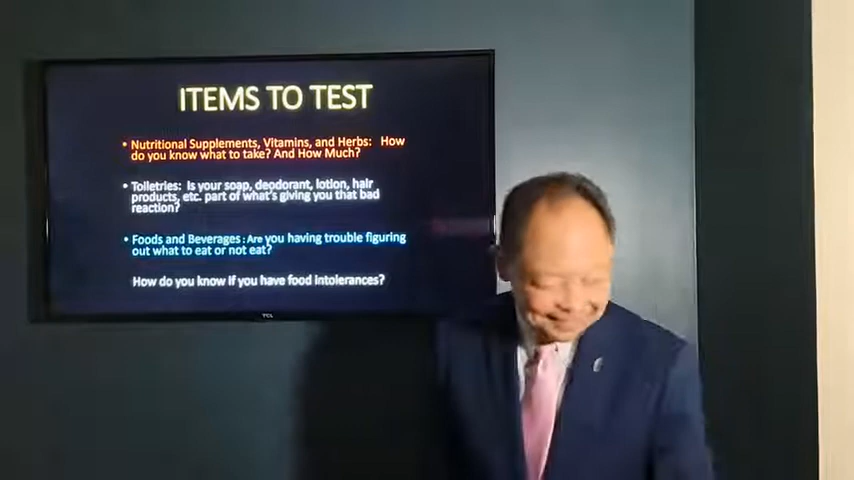 ITEMS TO TEST
• Nutritional Supplements, Vitamins, and Herbs: How
do you know what to take? And How Much?
• Toiletries: Is your soap, deodorant, lotion, hair
products, etc. part of what's giving you that bad
reaction?
• Foods and Beverages : Are you having trouble figuring
out what to eat or not eat?
How do you know if you have food intolerances?
TCL